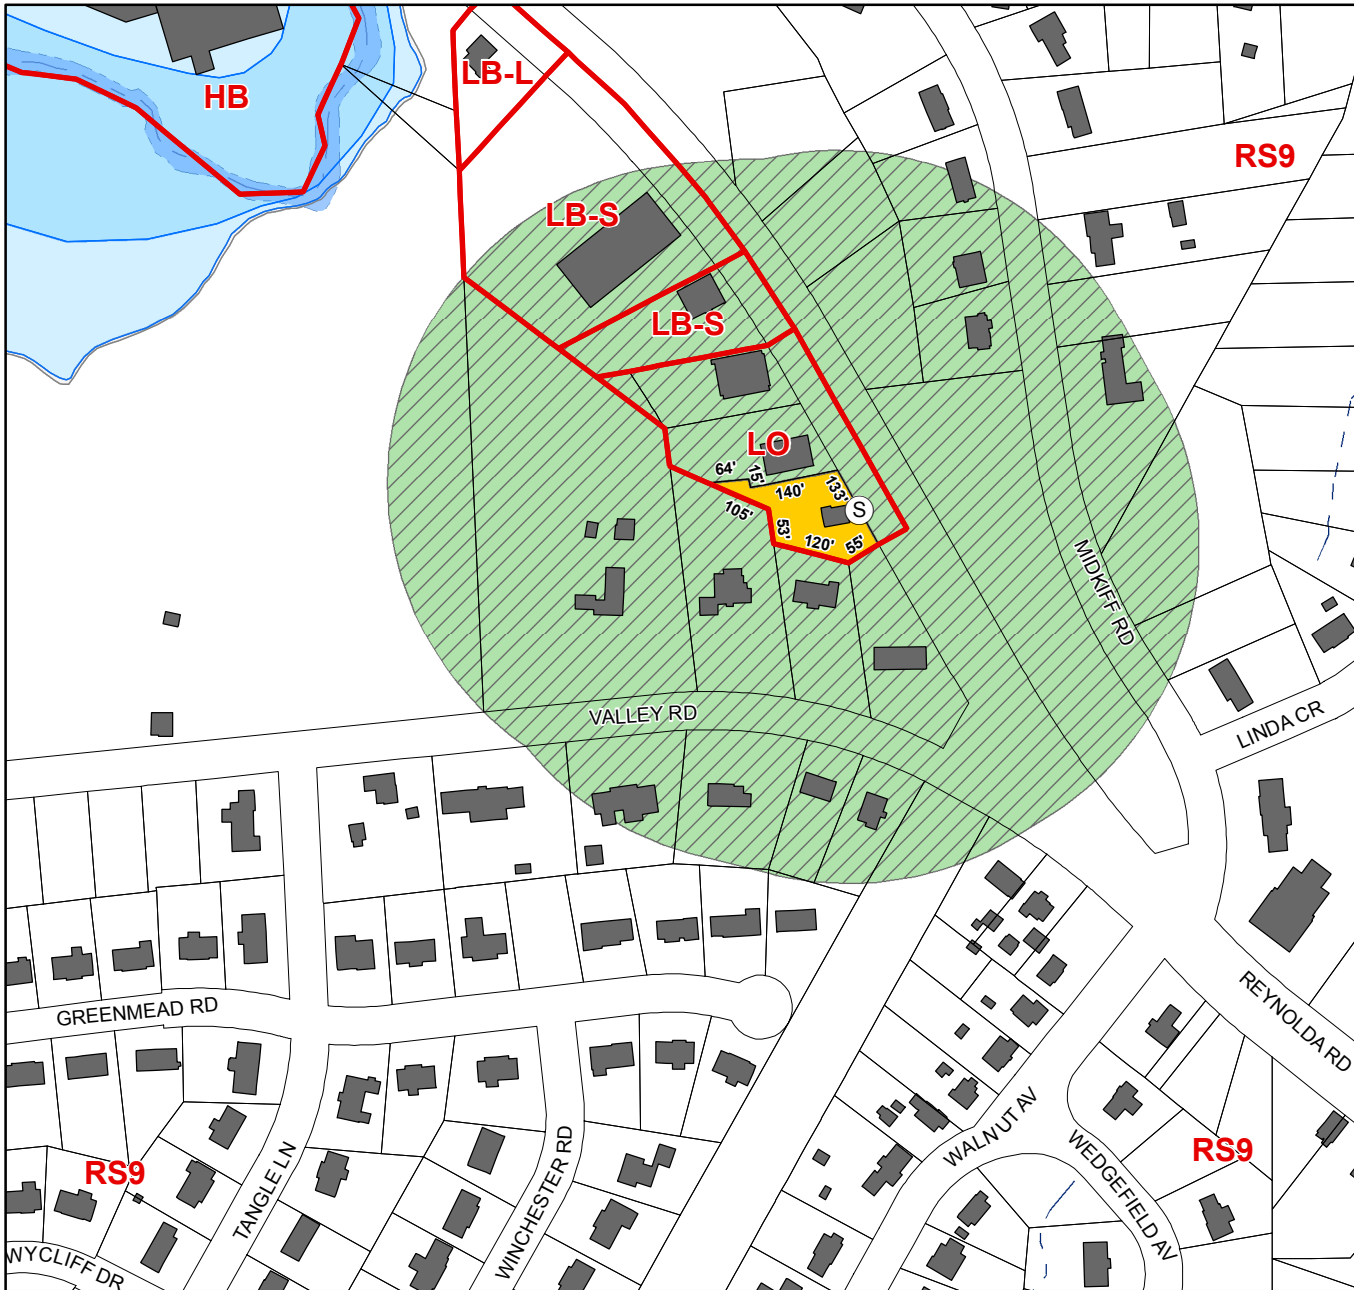 LB-L
HB
RS9
LB-S
LB-S
LO
64'
15'
140'
133'
S
105'
53'
120'
55'
MIDKIFF RD
VALLEY RD
LINDA CR
GREENMEAD RD
REYNOLDA RD
WALNUT AV
WEDGEFIELD AV
RS9
RS9
TANGLE LN
WINCHESTER RD
WYCLIFF DR